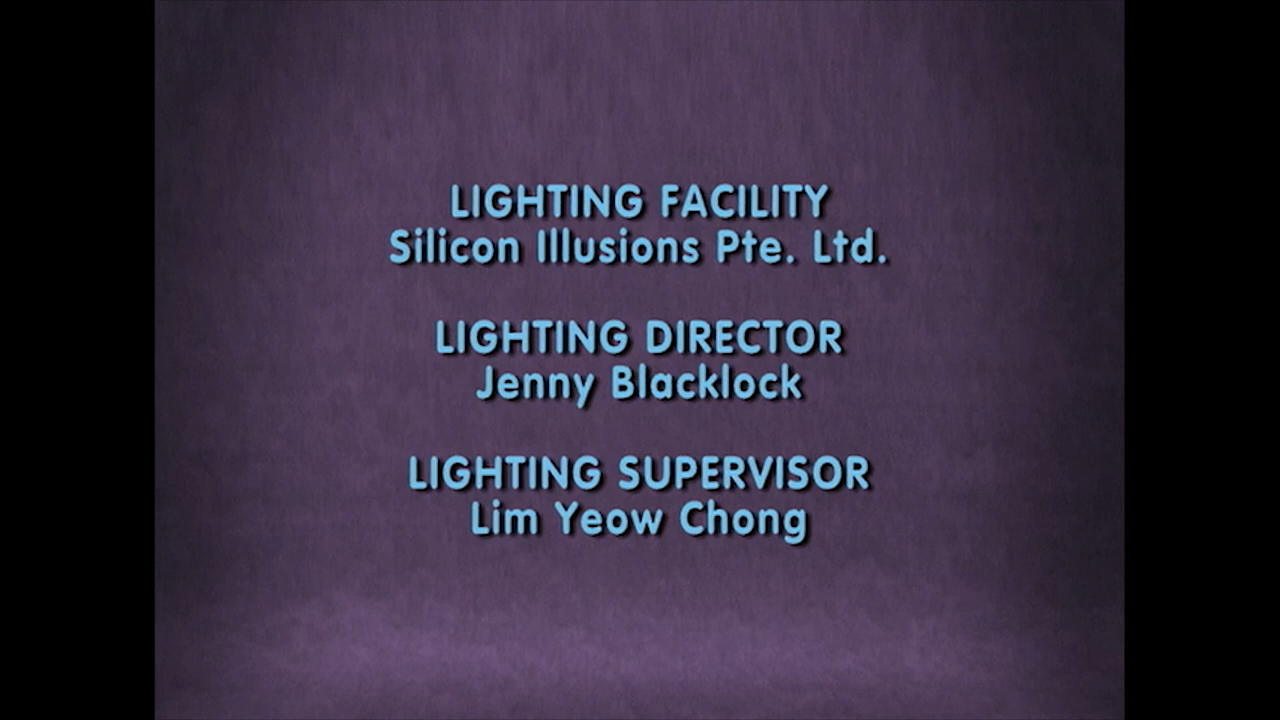 LIGHTING FACILITY
Silicon Illusions Pte. Ltd.
LIGHTING DIRECTOR
Jenny Blacklock
LIGHTING SUPERVISOR
Lim Yeow Chong